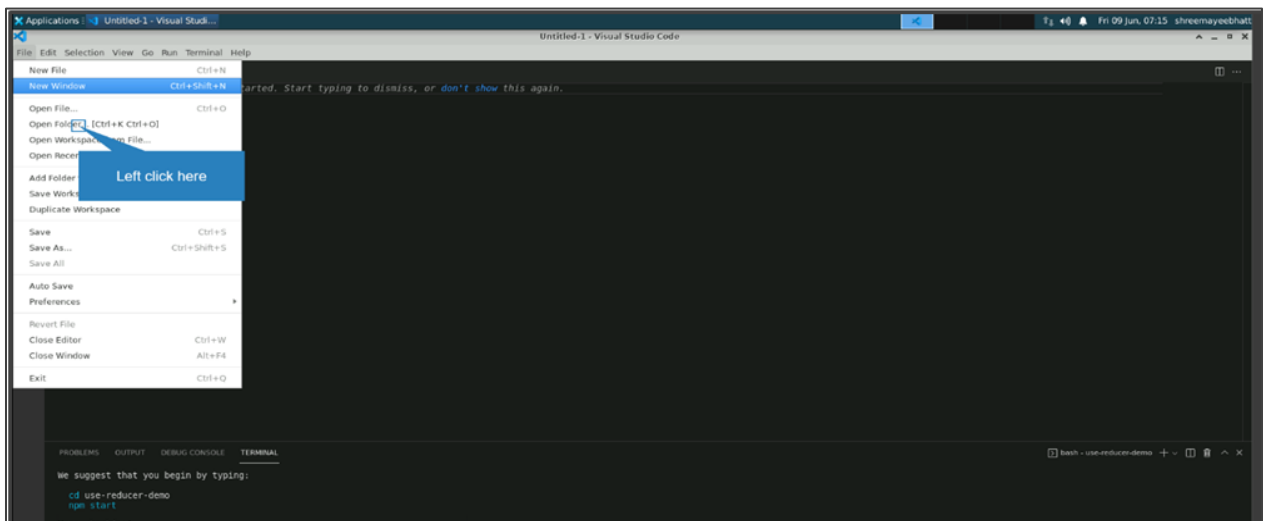 Applications Untitled-1 - Visual Studi...
Fri 09 Jun, 07:15 shreemayeebhatt
Untitled-1 - Visual Studio Code
File Edit Selection View Go Run Terminal Help
New File Ctrl+N
New Window Ctrl+Shift+N
arted. Start typing to dismiss, or don't show this again.
Open File... Ctrl+O
Open Folder... [Ctrl+K Ctrl+O]
Open Workspace from File...
Open Recen
Left click here
Add Folder
Save Works
Duplicate Workspace
Save Ctrl+S
Save As... Ctrl+Shift+S
Save All
Auto Save
Preferences
Revert File
Close Editor Ctrl+W
Close Window Alt+F4
Exit Ctrl+Q
PROBLEMS OUTPUT DEBUG CONSOLE TERMINAL
bash - use-reducer-demo
We suggest that you begin by typing:
cd use-reducer-demo
npm start